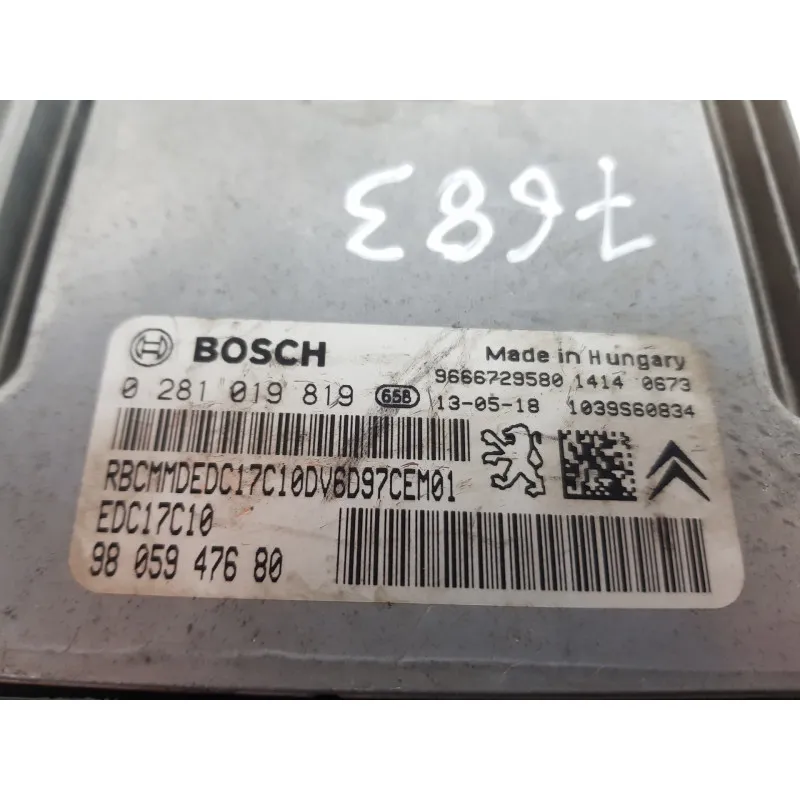 7683
BOSCH
Made in Hungary
0 281 019 819 65B
9666729580 1414 0673
13-05-18 1039S60834
RBCMMDEDC17C10DV6D97CEM01
EDC17C10
98 059 476 80